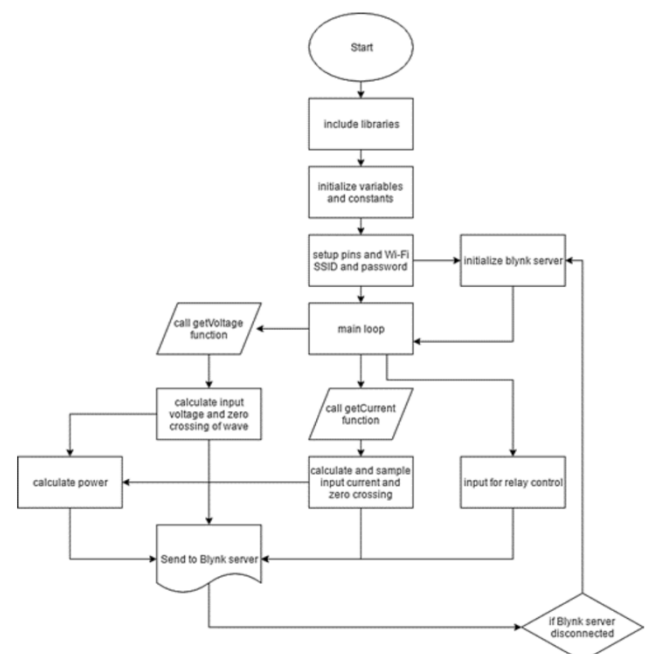 Start
include libraries
initialize variables
and constants
setup pins and Wi-Fi
SSID and password
initialize blynk server
call getVoltage
function
main loop
calculate input
voltage and zero
crossing of wave
call getCurrent
function
calculate power
calculate and sample
input current and
zero crossing
input for relay control
Send to Blynk server
if Blynk server
disconnected